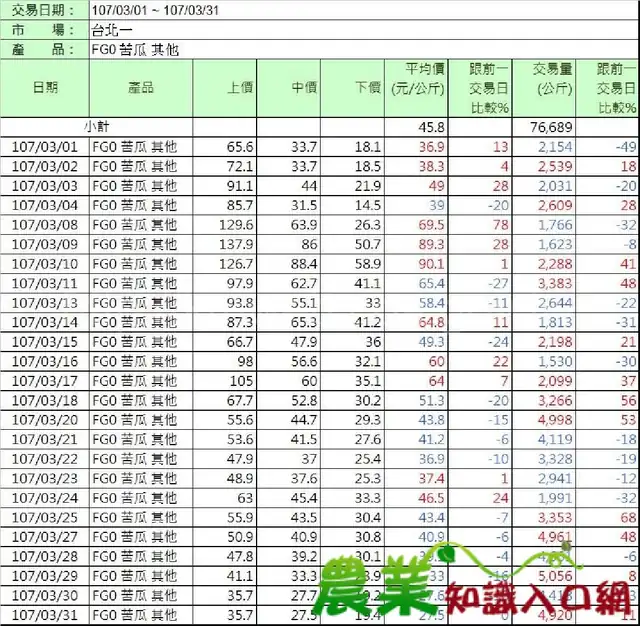 交易日期： 107/03/01 ~ 107/03/31
市 場： 台北一
產 品： FG0 苦瓜 其他
日期 產品 上價 中價 下價 平均價 (元/公斤) 跟前一交易日比較% 交易量 (公斤) 跟前一交易日比較%
小計 45.8 76,689
107/03/01 FG0 苦瓜 其他 65.6 33.7 18.1 36.9 13 2,154 -49
107/03/02 FG0 苦瓜 其他 72.1 33.7 18.5 38.3 4 2,539 18
107/03/03 FG0 苦瓜 其他 91.1 44 21.9 49 28 2,031 -20
107/03/04 FG0 苦瓜 其他 85.7 31.5 14.5 39 -20 2,609 28
107/03/08 FG0 苦瓜 其他 129.6 63.9 26.3 69.5 78 1,766 -32
107/03/09 FG0 苦瓜 其他 137.9 86 50.7 89.3 28 1,623 -8
107/03/10 FG0 苦瓜 其他 126.7 88.4 58.9 90.1 1 2,288 41
107/03/11 FG0 苦瓜 其他 97.9 62.7 41.1 65.4 -27 3,383 48
107/03/13 FG0 苦瓜 其他 93.8 55.1 33 58.4 -11 2,644 -22
107/03/14 FG0 苦瓜 其他 87.3 65.3 41.2 64.8 11 1,813 -31
107/03/15 FG0 苦瓜 其他 66.7 47.9 36 49.3 -24 2,198 21
107/03/16 FG0 苦瓜 其他 98 56.6 32.1 60 22 1,530 -30
107/03/17 FG0 苦瓜 其他 105 60 35.1 64 7 2,099 37
107/03/18 FG0 苦瓜 其他 67.7 52.8 30.2 51.3 -20 3,266 56
107/03/20 FG0 苦瓜 其他 55.6 44.7 29.3 43.8 -15 4,998 53
107/03/21 FG0 苦瓜 其他 53.6 41.5 27.6 41.2 -6 4,119 -18
107/03/22 FG0 苦瓜 其他 47.9 37 25.4 36.9 -10 3,328 -19
107/03/23 FG0 苦瓜 其他 48.9 37.6 25.3 37.4 1 2,941 -12
107/03/24 FG0 苦瓜 其他 63 45.4 33.3 46.5 24 1,991 -32
107/03/25 FG0 苦瓜 其他 55.9 43.5 30.4 43.4 -7 3,353 68
107/03/27 FG0 苦瓜 其他 50.9 40.9 30.8 40.9 -6 4,961 48
107/03/28 FG0 苦瓜 其他 47.8 39.2 30.1 -6
107/03/29 FG0 苦瓜 其他 41.1 33.3 5,056 8
107/03/30 FG0 苦瓜 其他 35.7
107/03/31 FG0 苦瓜 其他 35.7 27.5 19.4 27.5 0 4,920 11
農業知識入口網